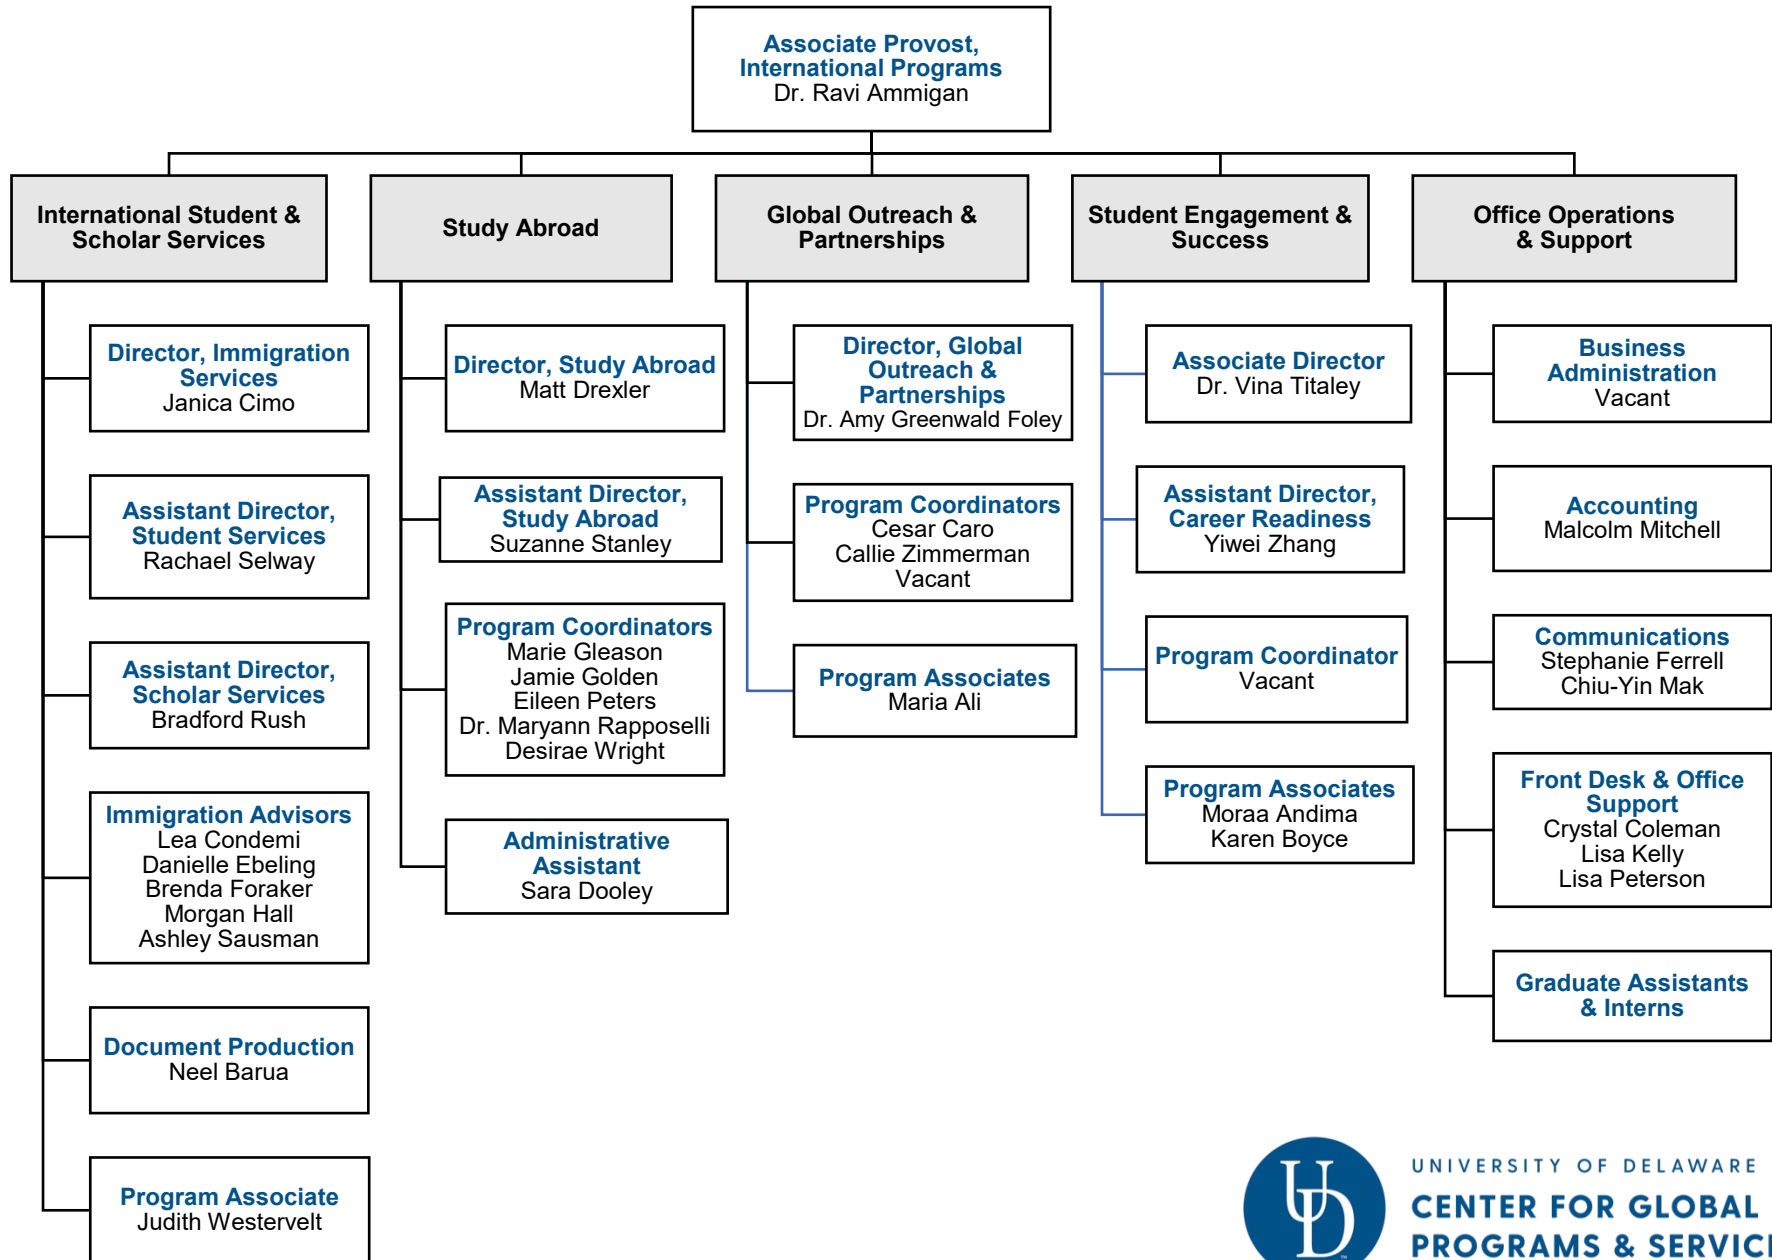 Associate Provost,
International Programs
Dr. Ravi Ammigan
International Student &
Scholar Services
Director, Immigration
Services
Janica Cimo
Assistant Director,
Student Services
Rachael Selway
Assistant Director,
Scholar Services
Bradford Rush
Immigration Advisors
Lea Condemi
Danielle Ebeling
Brenda Foraker
Morgan Hall
Ashley Sausman
Document Production
Neel Barua
Program Associate
Judith Westervelt
Study Abroad
Director, Study Abroad
Matt Drexler
Assistant Director,
Study Abroad
Suzanne Stanley
Program Coordinators
Marie Gleason
Jamie Golden
Eileen Peters
Dr. Maryann Rapposelli
Desirae Wright
Administrative
Assistant
Sara Dooley
Global Outreach &
Partnerships
Director, Global
Outreach &
Partnerships
Dr. Amy Greenwald Foley
Program Coordinators
Cesar Caro
Callie Zimmerman
Vacant
Program Associates
Maria Ali
Student Engagement &
Success
Associate Director
Dr. Vina Titaley
Assistant Director,
Career Readiness
Yiwei Zhang
Program Coordinator
Vacant
Program Associates
Moraa Andima
Karen Boyce
Office Operations
& Support
Business
Administration
Vacant
Accounting
Malcolm Mitchell
Communications
Stephanie Ferrell
Chiu-Yin Mak
Front Desk & Office
Support
Crystal Coleman
Lisa Kelly
Lisa Peterson
Graduate Assistants
& Interns
UD
UNIVERSITY OF DELAWARE
CENTER FOR GLOBAL
PROGRAMS &